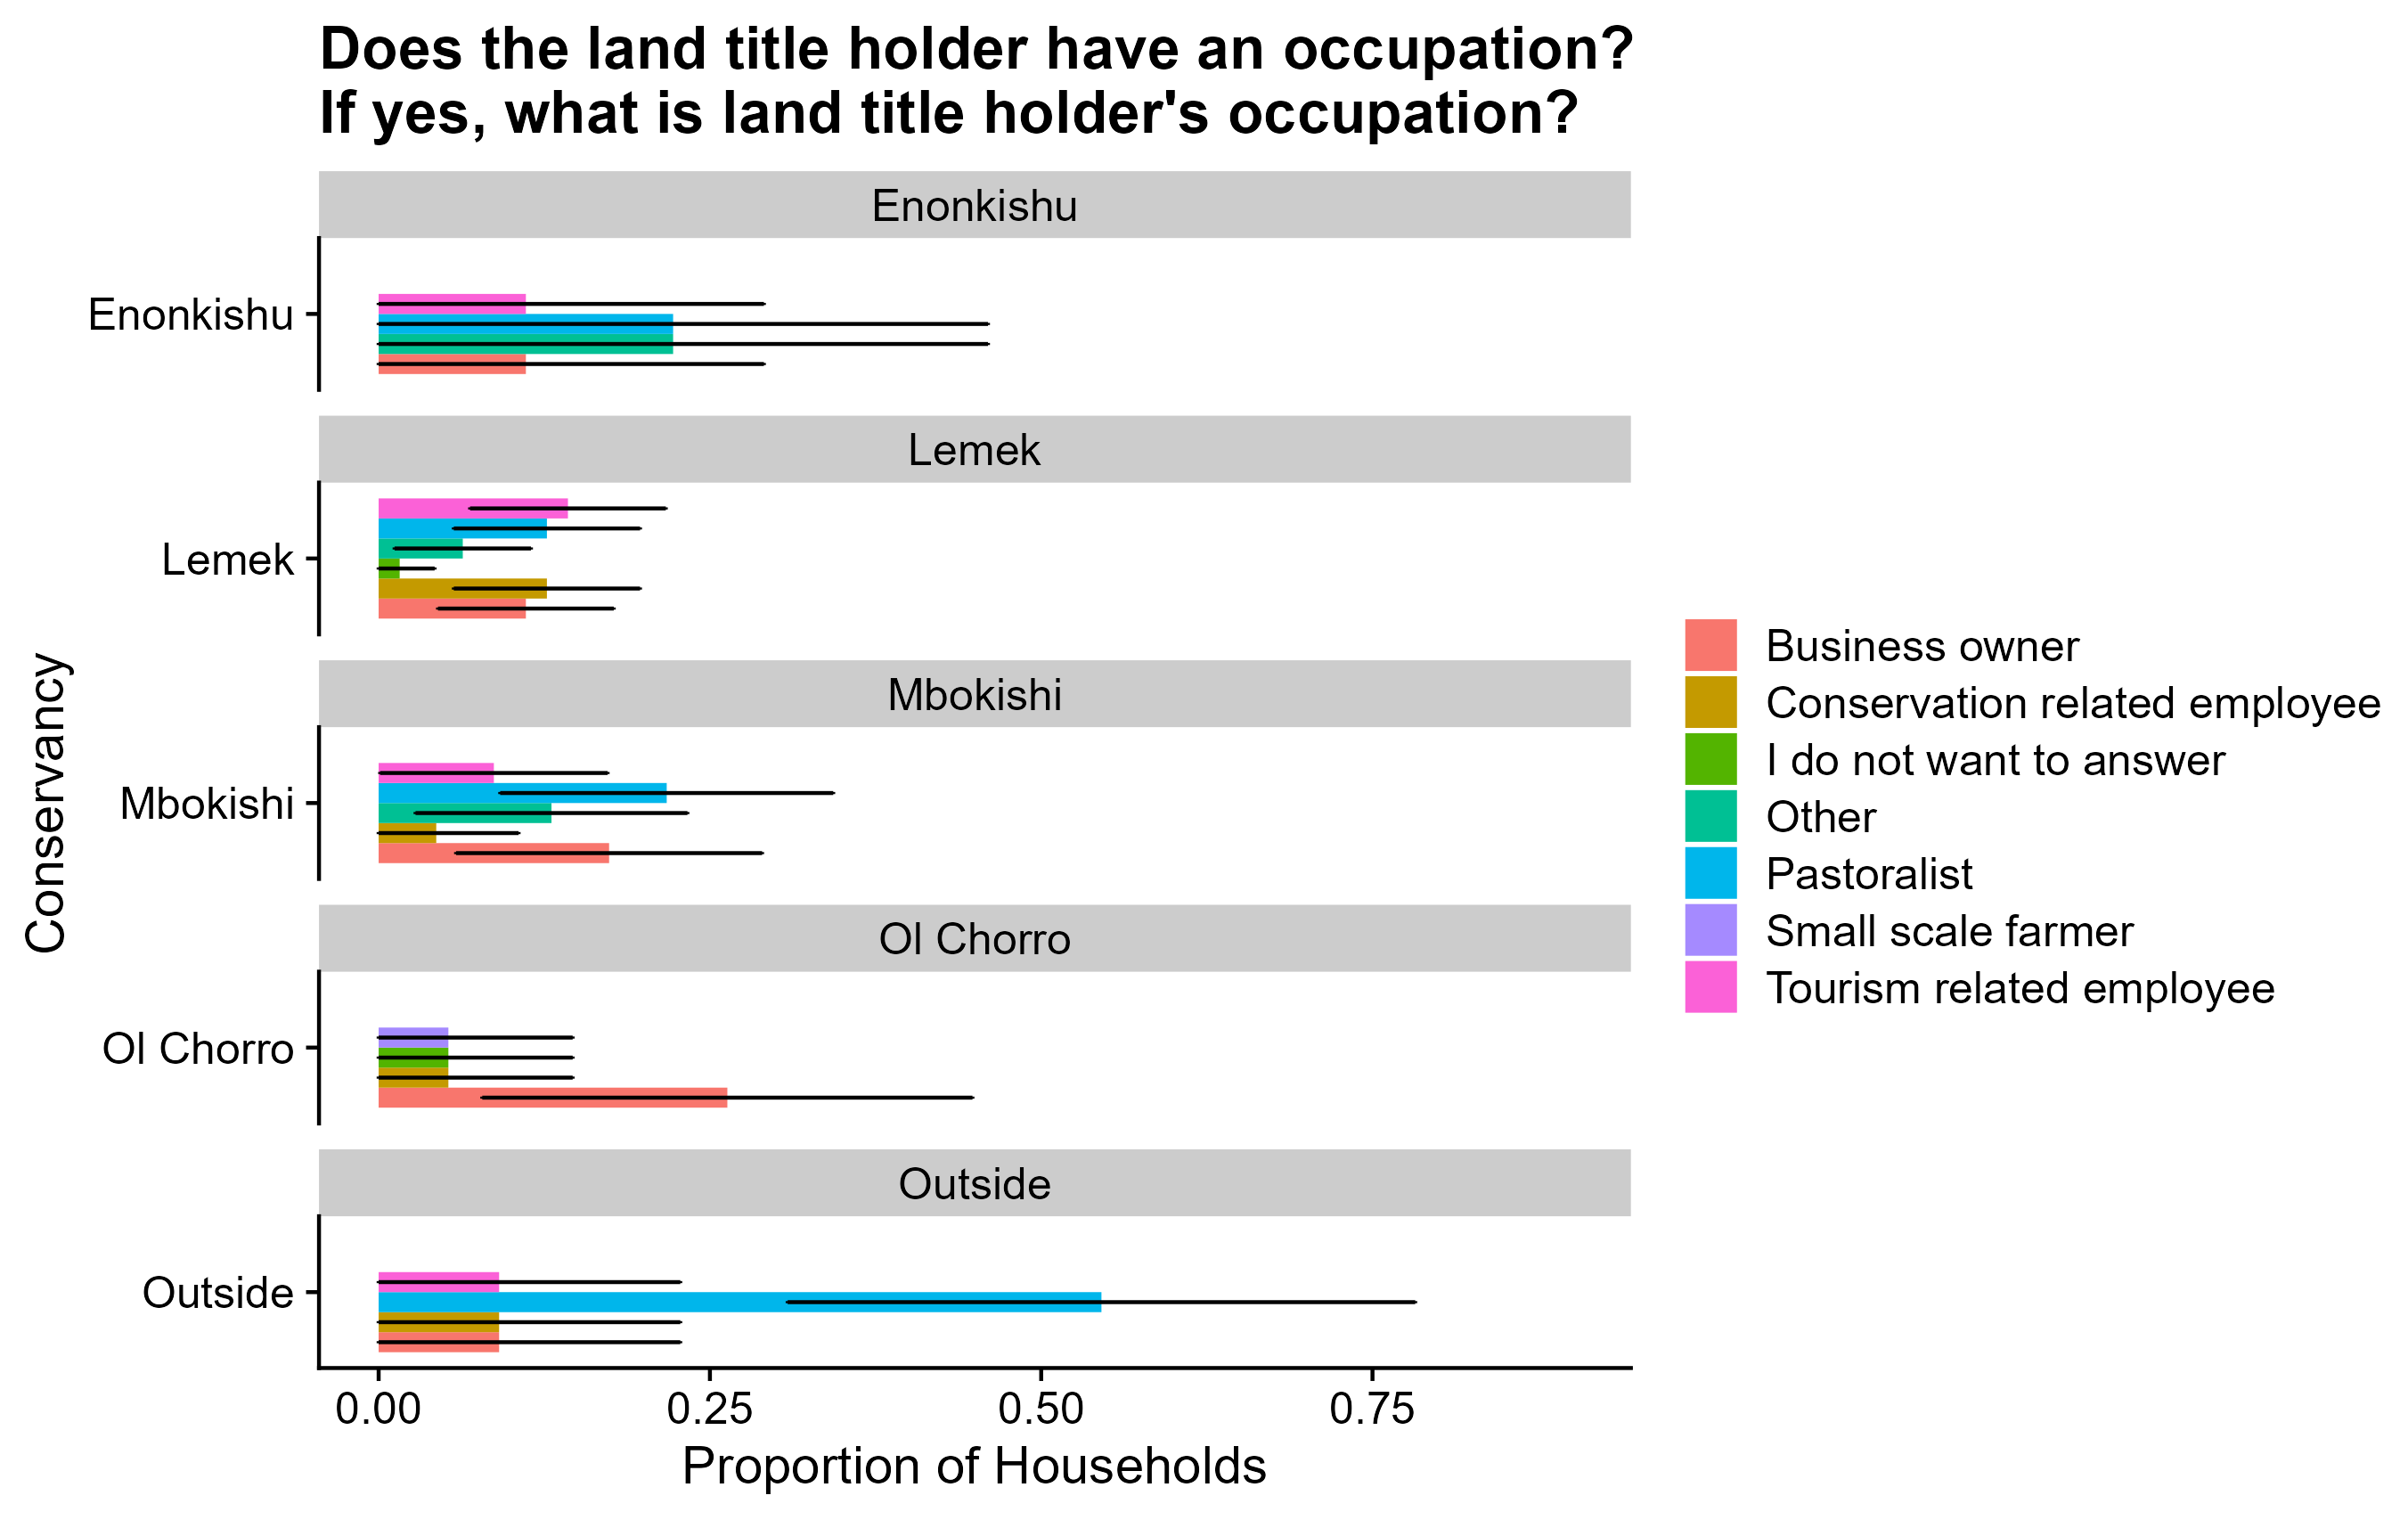 Does the land title holder have an occupation?
If yes, what is land title holder's occupation?
Enonkishu
Enonkishu
Lemek
Lemek
Mbokishi
Mbokishi
Ol Chorro
Ol Chorro
Outside
Outside
Conservancy
0.00 0.25 0.50 0.75
Proportion of Households
Business owner
Conservation related employee
I do not want to answer
Other
Pastoralist
Small scale farmer
Tourism related employee